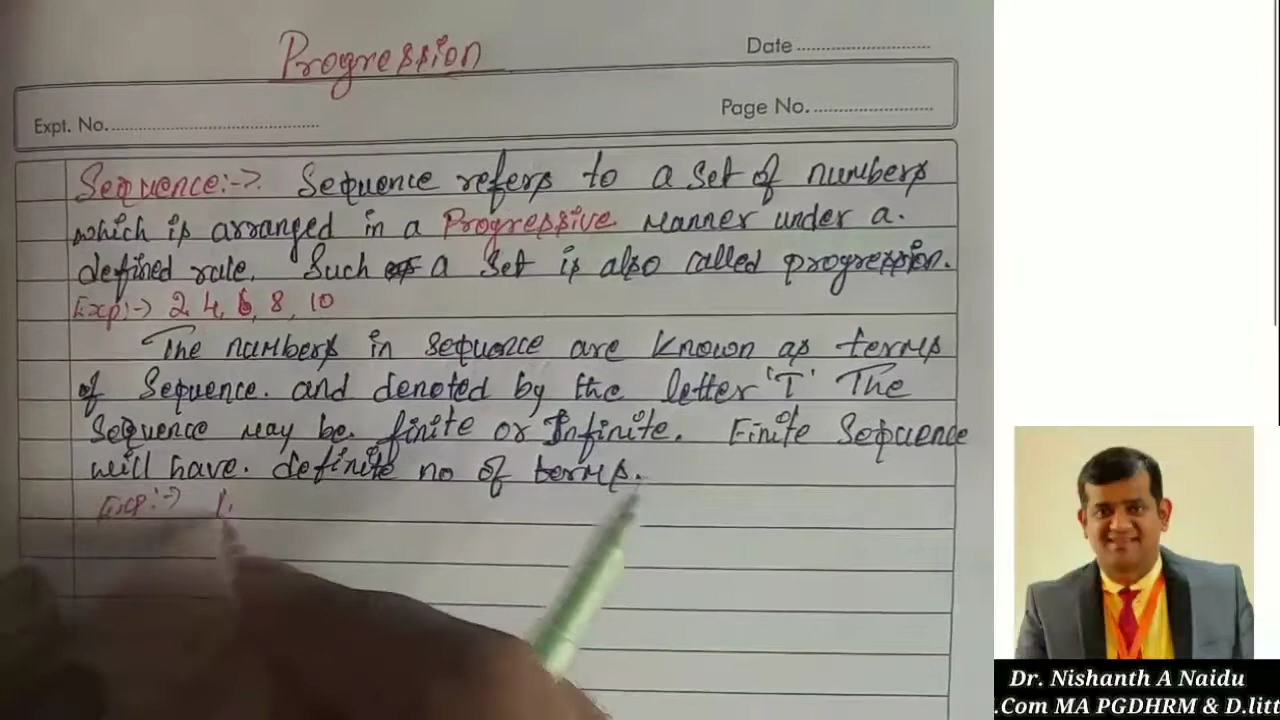 Progression
Date
Page No.
Expt. No.
Sequence:-> Sequence refers to a set of numbers
which is arranged in a Progressive manner under a.
defined rule. Such a set is also called progression.
Exp:-> 2, 4, 6, 8, 10
The numbers in sequence are known as terms
of Sequence. and denoted by the letter 'T' The
Sequence may be. finite or Infinite. Finite Sequence
will have. definite no of terms.
Exp:-> 1,
Dr. Nishanth A Naidu
.Com MA PGDHRM & D.litt